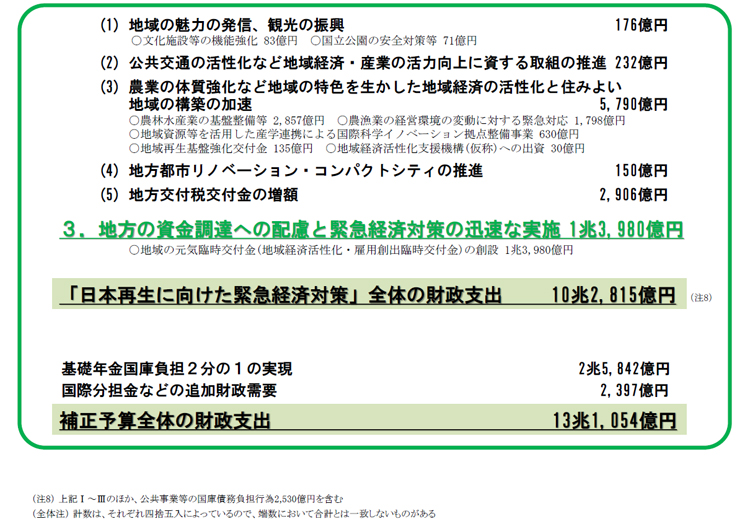 (1) 地域の魅力の発信、観光の振興 176億円
○文化施設等の機能強化 83億円 ○国立公園の安全対策等 71億円
(2) 公共交通の活性化など地域経済・産業の活力向上に資する取組の推進 232億円
(3) 農業の体質強化など地域の特色を生かした地域経済の活性化と住みよい
地域の構築の加速 5,790億円
○農林水産業の基盤整備等 2,857億円 ○農漁業の経営環境の変動に対する緊急対応 1,798億円
○地域資源等を活用した産学連携による国際科学イノベーション拠点整備事業 630億円
○地域再生基盤強化交付金 135億円 ○地域経済活性化支援機構(仮称)への出資 30億円
(4) 地方都市リノベーション・コンパクトシティの推進 150億円
(5) 地方交付税交付金の増額 2,906億円
3．地方の資金調達への配慮と緊急経済対策の迅速な実施 1兆3,980億円
○地域の元気臨時交付金(地域経済活性化・雇用創出臨時交付金)の創設 1兆3,980億円
「日本再生に向けた緊急経済対策」全体の財政支出 10兆2,815億円 (注8)
基礎年金国庫負担2分の1の実現 2兆5,842億円
国際分担金などの追加財政需要 2,397億円
補正予算全体の財政支出 13兆1,054億円
(注8) 上記Ⅰ～Ⅲのほか、公共事業等の国庫債務負担行為2,530億円を含む
(全体注) 計数は、それぞれ四捨五入によっているので、端数において合計とは一致しないものがある